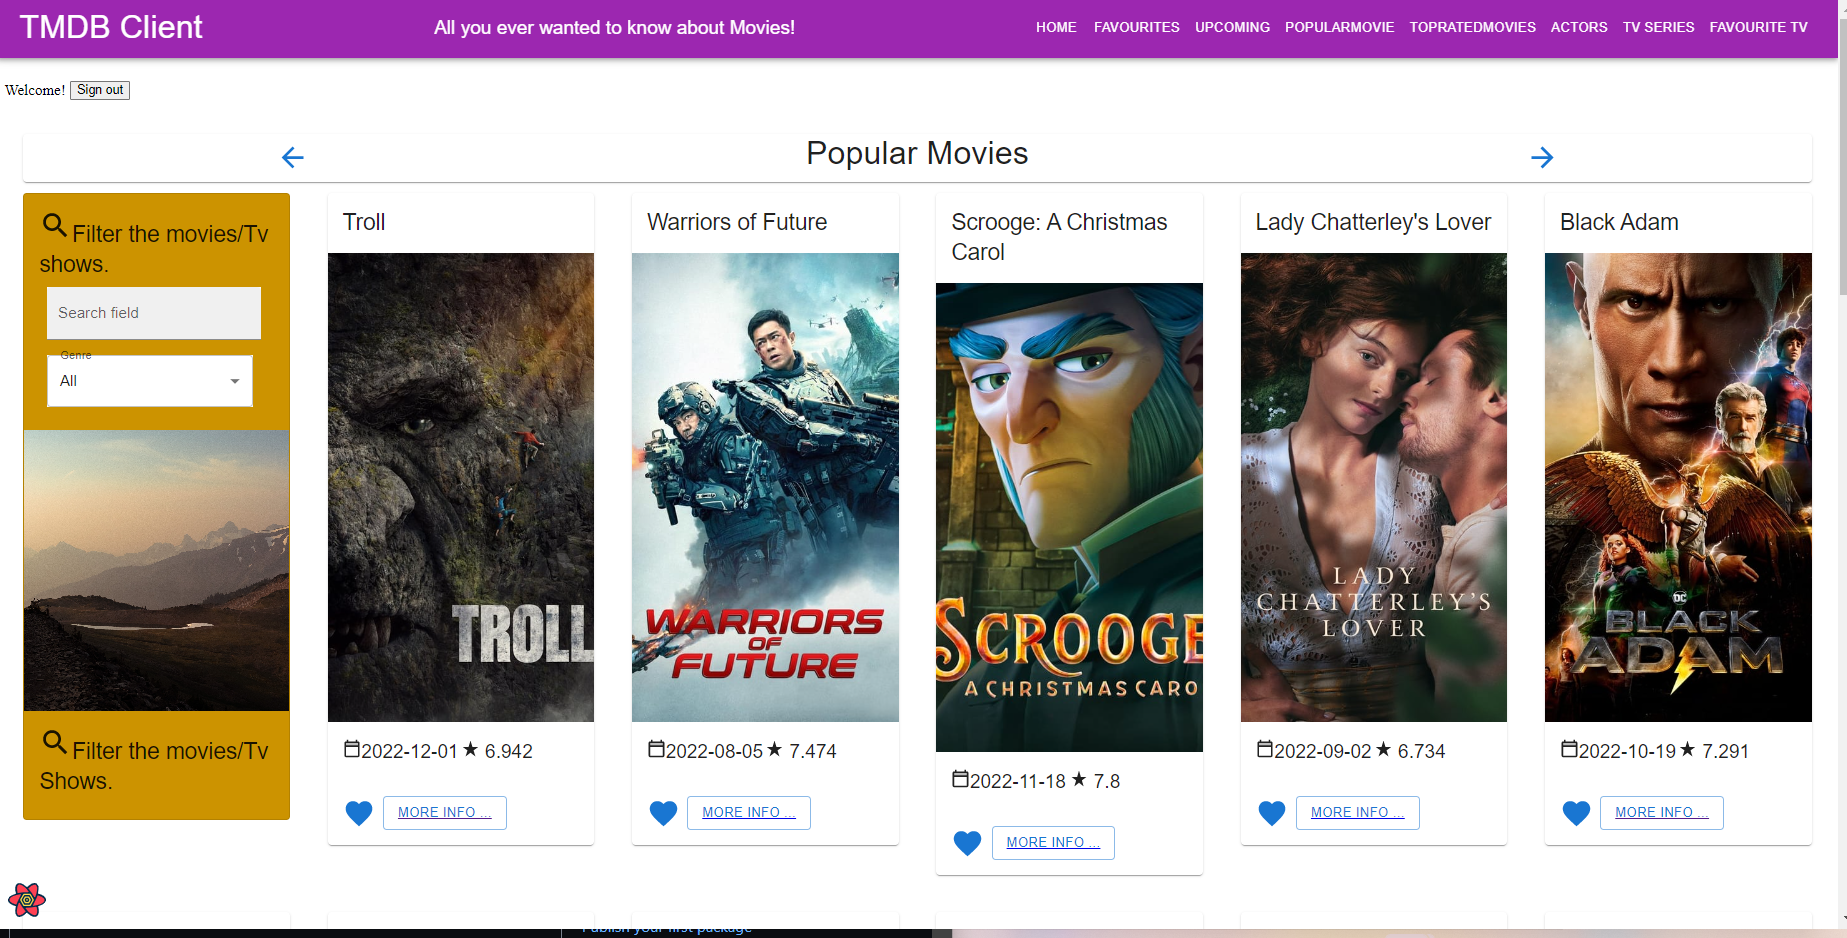 TMDB Client
All you ever wanted to know about Movies!
HOME FAVOURITES UPCOMING POPULARMOVIE TOPRATEDMOVIES ACTORS TV SERIES FAVOURITE TV
Welcome! Sign out
Popular Movies
Filter the movies/Tv
shows.
Search field
Genre
All
Filter the movies/Tv
Shows.
Troll
TROLL
2022-12-01 ★ 6.942
MORE INFO ...
Warriors of Future
WARRIORS
OF
FUTURE
2022-08-05 ★ 7.474
MORE INFO ...
Scrooge: A Christmas
Carol
SCROOGE
A CHRISTMAS CARO
2022-11-18 ★ 7.8
MORE INFO ...
Lady Chatterley's Lover
LADY
CHATTERLEY'S
LOVER
2022-09-02 ★ 6.734
MORE INFO ...
Black Adam
DC
BLACK
ADAM
2022-10-19 ★ 7.291
MORE INFO ...
Publish your first package